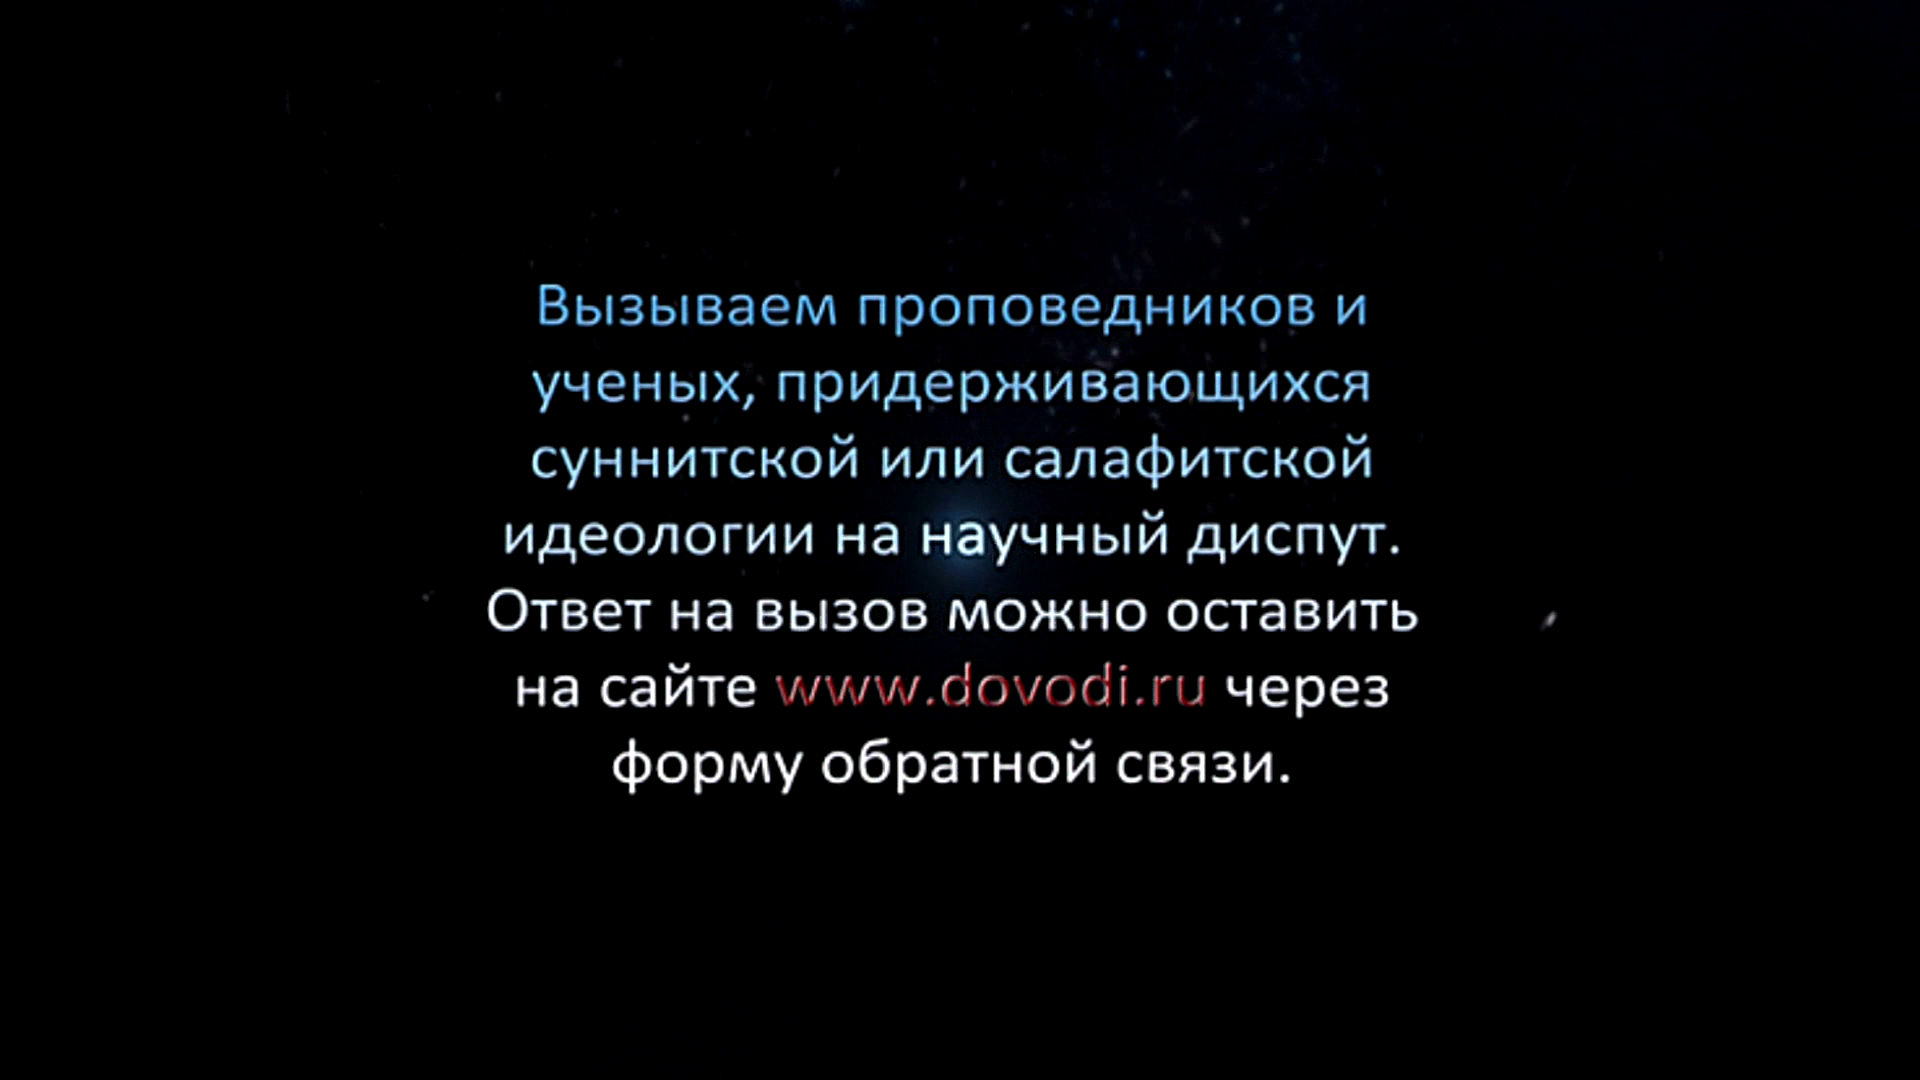 Вызываем проповедников и
ученых, придерживающихся
суннитской или салафитской
идеологии на научный диспут.
Ответ на вызов можно оставить
на сайте www.dovodi.ru через
форму обратной связи.